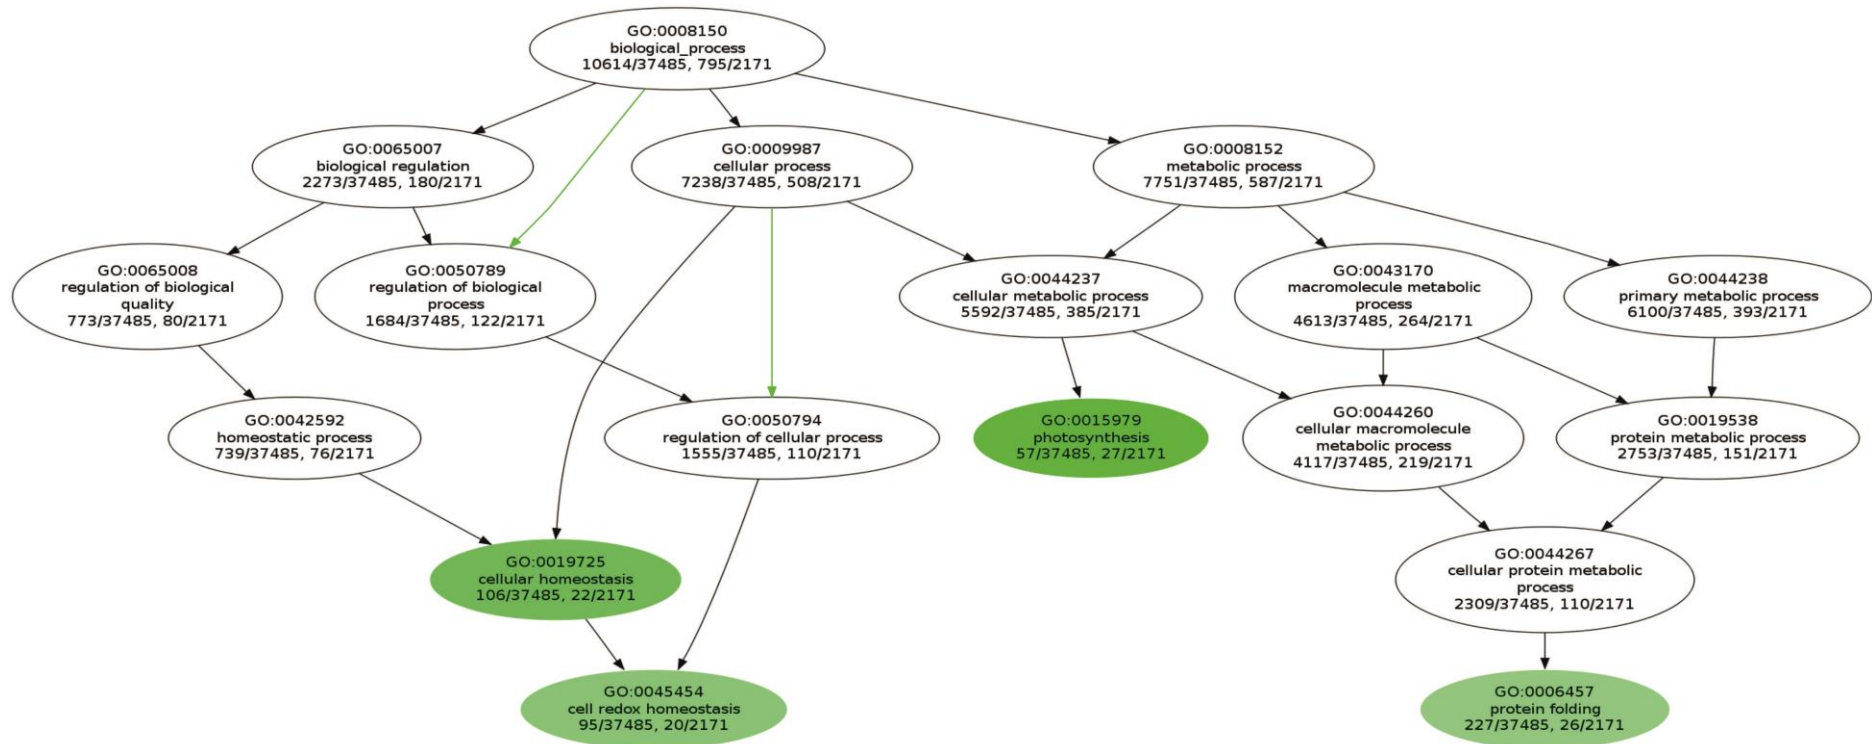 GO:0008150
biological_process
10614/37485, 795/2171
GO:0065007
biological regulation
2273/37485, 180/2171
GO:0009987
cellular process
7238/37485, 508/2171
GO:0008152
metabolic process
7751/37485, 587/2171
GO:0065008
regulation of biological
quality
773/37485, 80/2171
GO:0050789
regulation of biological
process
1684/37485, 122/2171
GO:0044237
cellular metabolic process
5592/37485, 385/2171
GO:0043170
macromolecule metabolic
process
4613/37485, 264/2171
GO:0044238
primary metabolic process
6100/37485, 393/2171
GO:0042592
homeostatic process
739/37485, 76/2171
GO:0050794
regulation of cellular process
1555/37485, 110/2171
GO:0015979
photosynthesis
57/37485, 27/2171
GO:0044260
cellular macromolecule
metabolic process
4117/37485, 219/2171
GO:0019538
protein metabolic process
2753/37485, 151/2171
GO:0019725
cellular homeostasis
106/37485, 22/2171
GO:0044267
cellular protein metabolic
process
2309/37485, 110/2171
GO:0045454
cell redox homeostasis
95/37485, 20/2171
GO:0006457
protein folding
227/37485, 26/2171